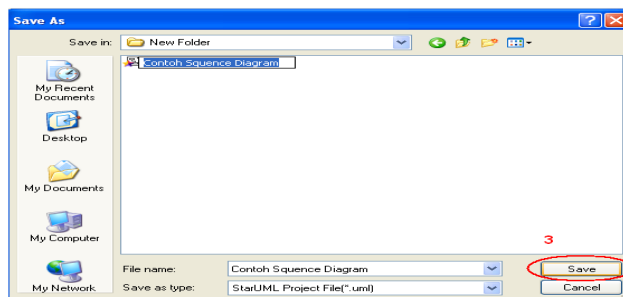 Save As
Save in: New Folder
Contoh Squence Diagram
My Recent
Documents
Desktop
My Documents
My Computer
My Network
3
File name: Contoh Squence Diagram Save
Save as type: StarUML Project File(*.uml) Cancel